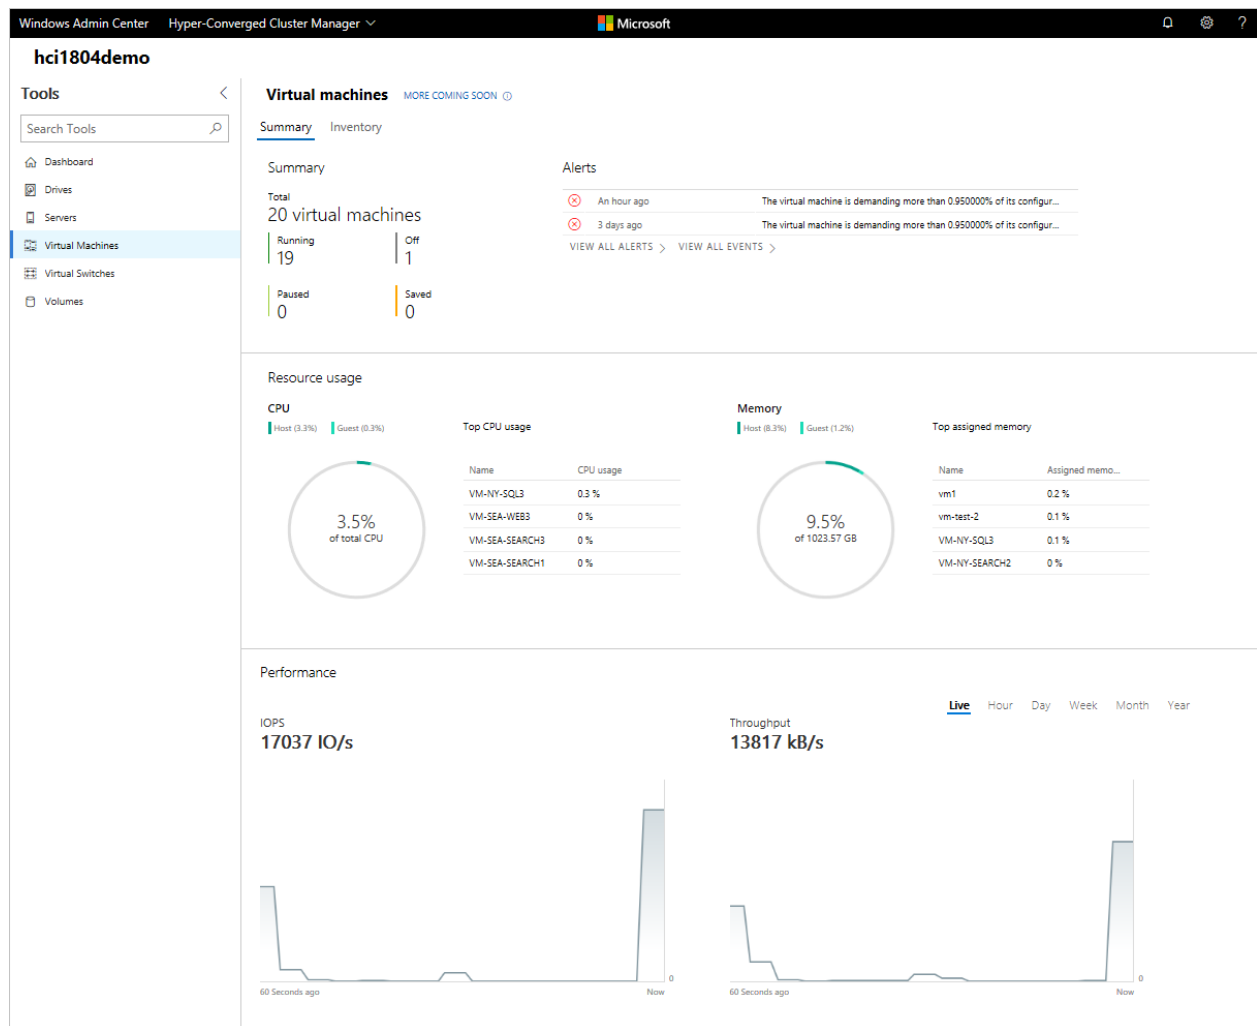 Windows Admin Center Hyper-Converged Cluster Manager Microsoft ?
hci1804demo
Tools
Search Tools
Dashboard
Drives
Servers
Virtual Machines
Virtual Switches
Volumes
Virtual machines MORE COMING SOON
Summary Inventory
Summary
Total
20 virtual machines
Running
19
Off
1
Paused
0
Saved
0
Alerts
An hour ago The virtual machine is demanding more than 0.950000% of its configur...
3 days ago The virtual machine is demanding more than 0.950000% of its configur...
VIEW ALL ALERTS VIEW ALL EVENTS
Resource usage
CPU
Host (3.3%) Guest (0.3%)
3.5%
of total CPU
Top CPU usage
Name CPU usage
VM-NY-SQL3 0.3 %
VM-SEA-WEB3 0 %
VM-SEA-SEARCH3 0 %
VM-SEA-SEARCH1 0 %
Memory
Host (8.3%) Guest (1.2%)
9.5%
of 1023.57 GB
Top assigned memory
Name Assigned memo...
vm1 0.2 %
vm-test-2 0.1 %
VM-NY-SQL3 0.1 %
VM-NY-SEARCH2 0 %
Performance
Live Hour Day Week Month Year
IOPS
17037 IO/s
0
60 Seconds ago Now
Throughput
13817 kB/s
0
60 Seconds ago Now